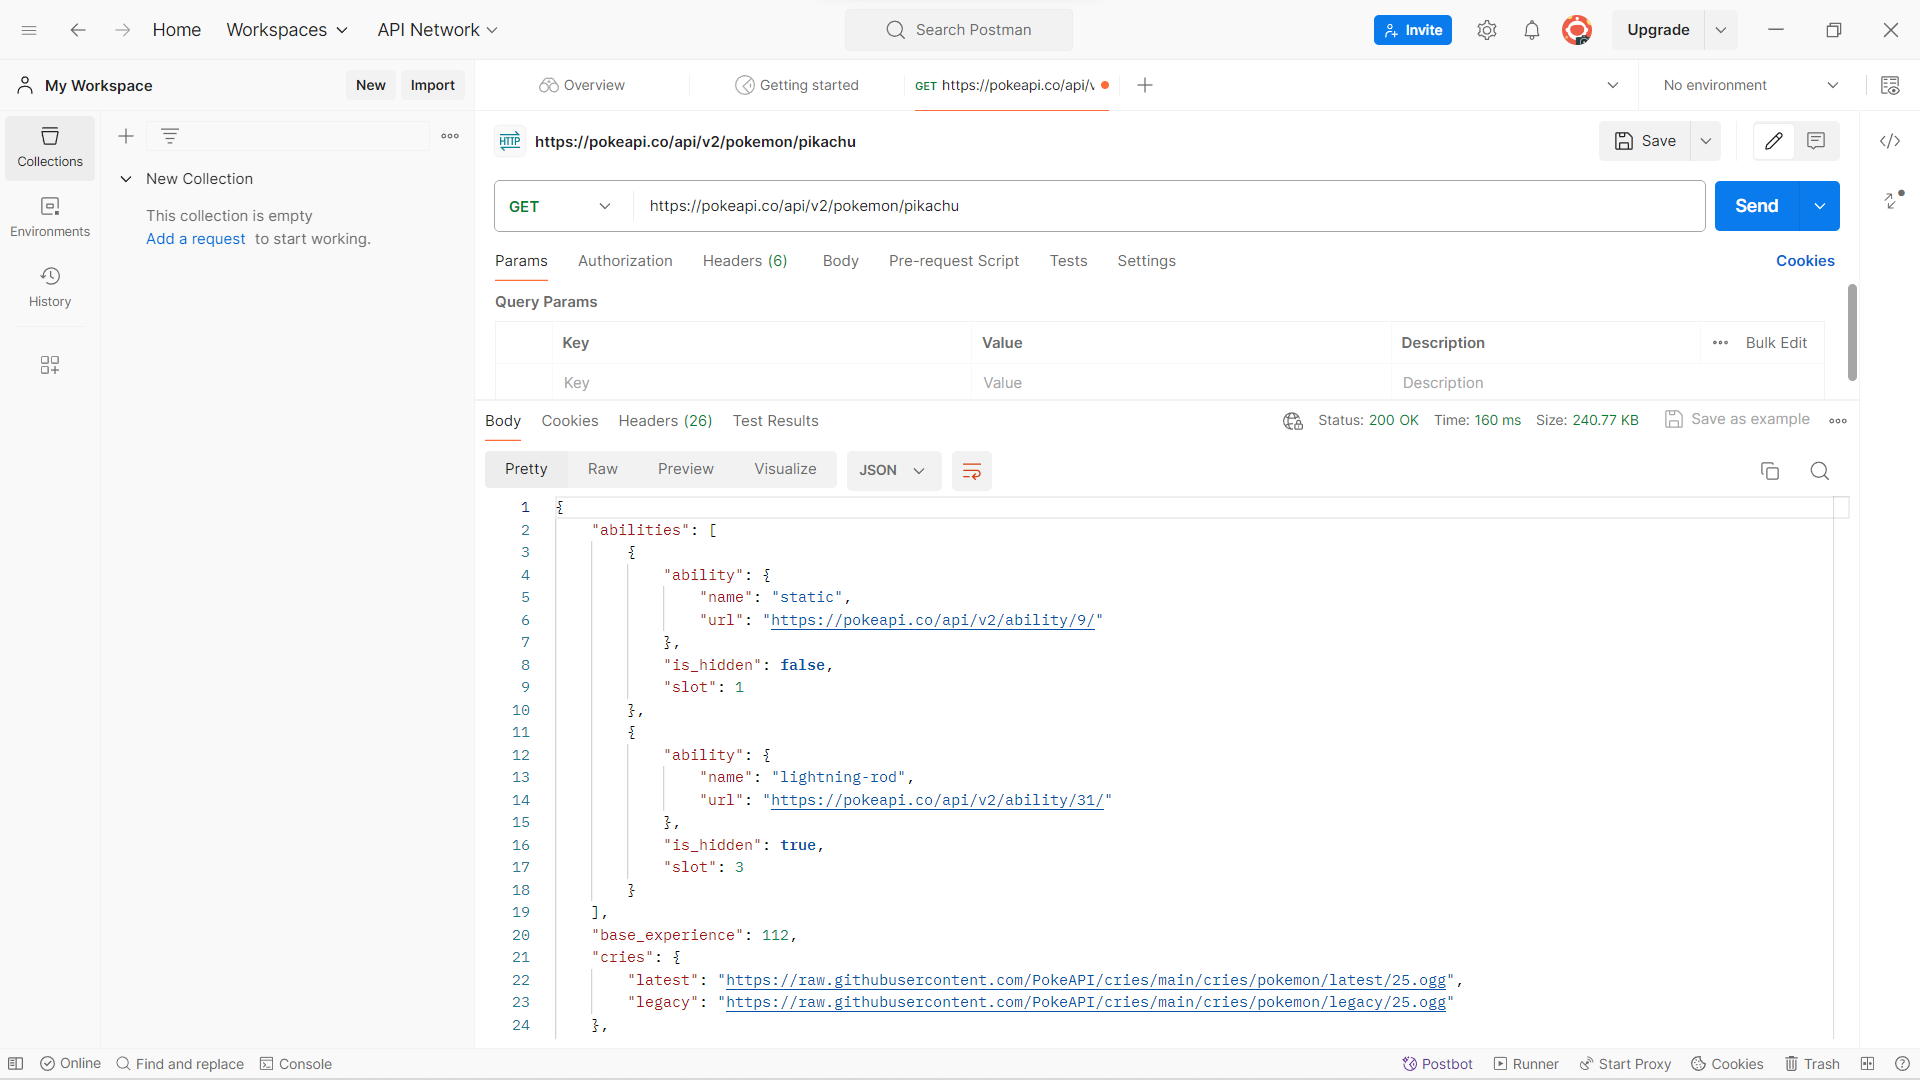 Home Workspaces API Network Search Postman Invite Upgrade
My Workspace New Import Overview Getting started GET https://pokeapi.co/api/v No environment
Collections
Environments
History
New Collection
This collection is empty
Add a request to start working.
HTTP https://pokeapi.co/api/v2/pokemon/pikachu Save
GET https://pokeapi.co/api/v2/pokemon/pikachu Send
Params Authorization Headers (6) Body Pre-request Script Tests Settings Cookies
Query Params
Key Value Description Bulk Edit
Key Value Description
Body Cookies Headers (26) Test Results Status: 200 OK Time: 160 ms Size: 240.77 KB Save as example
Pretty Raw Preview Visualize JSON
1 {
2 "abilities": [
3 {
4 "ability": {
5 "name": "static",
6 "url": "https://pokeapi.co/api/v2/ability/9/"
7 },
8 "is_hidden": false,
9 "slot": 1
10 },
11 {
12 "ability": {
13 "name": "lightning-rod",
14 "url": "https://pokeapi.co/api/v2/ability/31/"
15 },
16 "is_hidden": true,
17 "slot": 3
18 }
19 ],
20 "base_experience": 112,
21 "cries": {
22 "latest": "https://raw.githubusercontent.com/PokeAPI/cries/main/cries/pokemon/latest/25.ogg",
23 "legacy": "https://raw.githubusercontent.com/PokeAPI/cries/main/cries/pokemon/legacy/25.ogg"
24 },
Online Find and replace Console Postbot Runner Start Proxy Cookies Trash